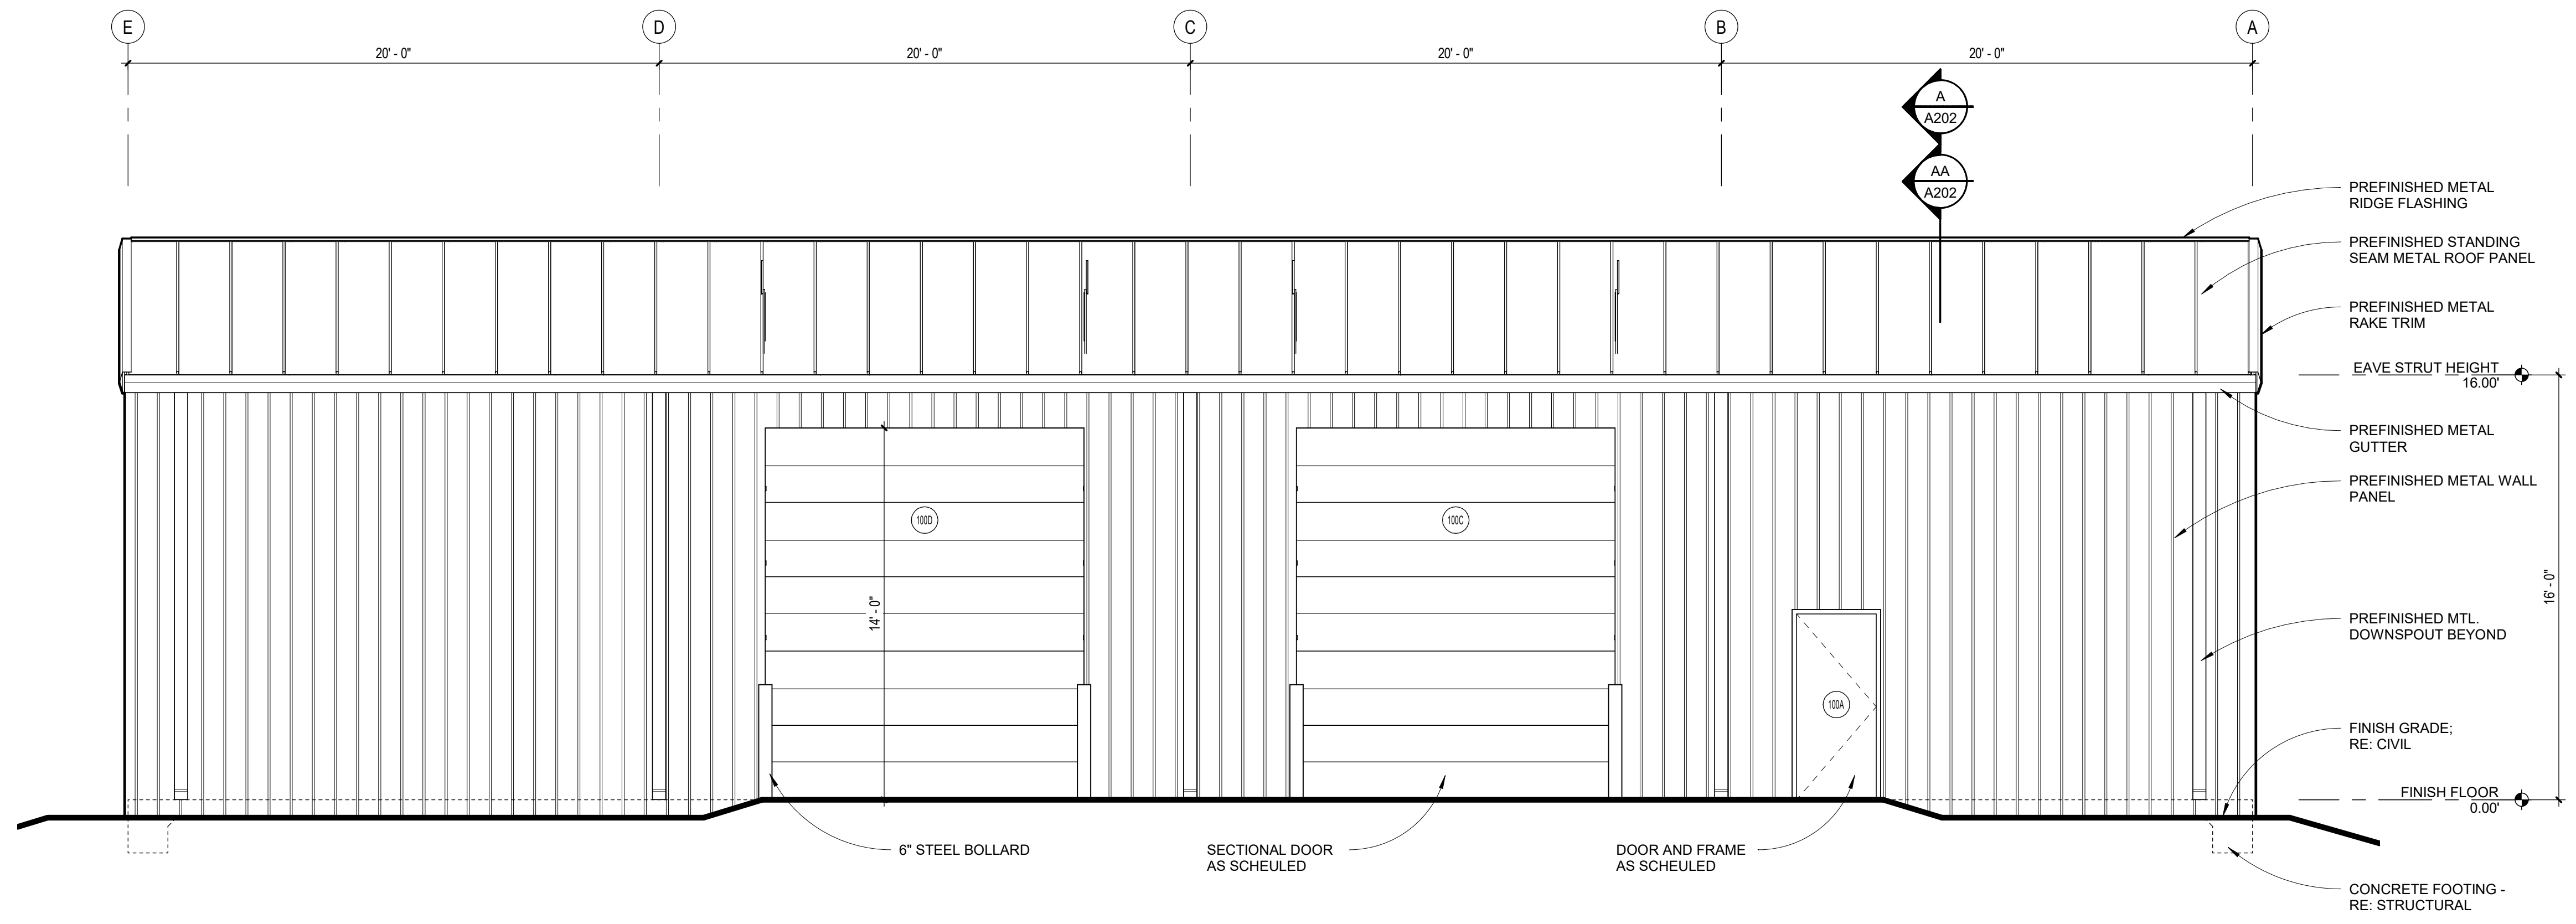 E
D
C
B
A
20' - 0"
20' - 0"
20' - 0"
20' - 0"
A
A202
AA
A202
PREFINISHED METAL
RIDGE FLASHING
PREFINISHED STANDING
SEAM METAL ROOF PANEL
PREFINISHED METAL
RAKE TRIM
EAVE STRUT HEIGHT
16.00'
PREFINISHED METAL
GUTTER
PREFINISHED METAL WALL
PANEL
100D
100C
14' - 0"
16' - 0"
PREFINISHED MTL.
DOWNSPOUT BEYOND
100A
FINISH GRADE;
RE: CIVIL
FINISH FLOOR
0.00'
6" STEEL BOLLARD
SECTIONAL DOOR
AS SCHEULED
DOOR AND FRAME
AS SCHEULED
CONCRETE FOOTING -
RE: STRUCTURAL